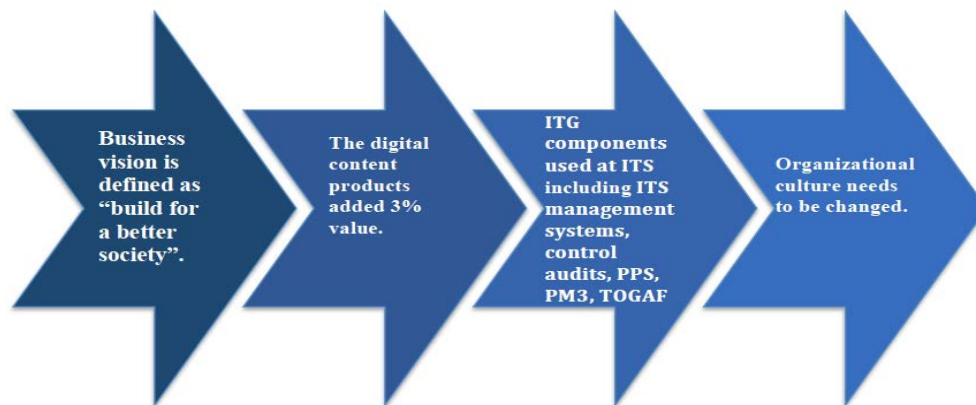 Business
vision is
defined as
“build for
a better
society”.
The digital
content
products
added 3%
value.
ITG
components
used at ITS
including ITS
management
systems,
control
audits, PPS,
PM3, TOGAF
Organizational
culture needs
to be changed.